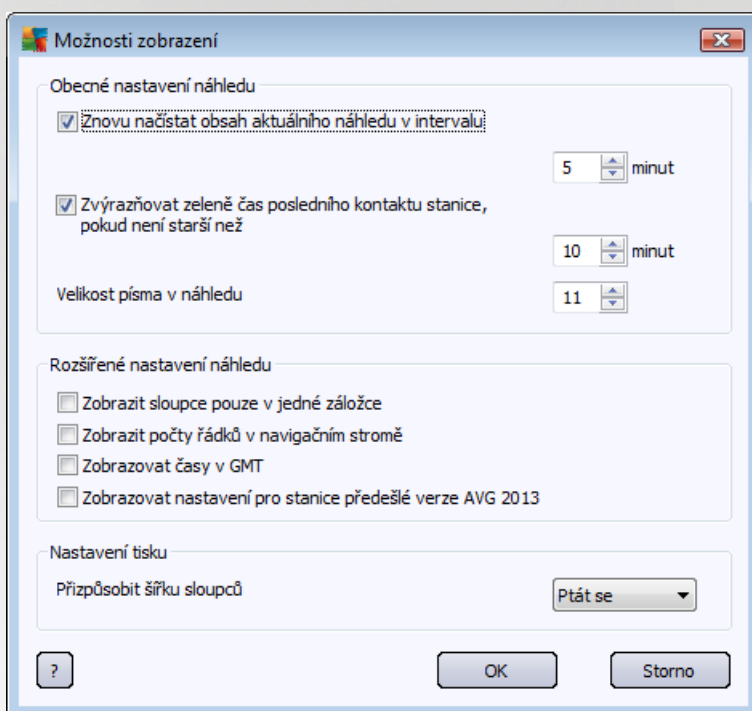 Možnosti zobrazení
Obecné nastavení náhledu
Znovu načístat obsah aktuálního náhledu v intervalu
5 minut
Zvýrazňovat zeleně čas posledního kontaktu stanice,
pokud není starší než
10 minut
Velikost písma v náhledu 11
Rozšířené nastavení náhledu
Zobrazit sloupce pouze v jedné záložce
Zobrazit počty řádků v navigačním stromě
Zobrazovat časy v GMT
Zobrazovat nastavení pro stanice předešlé verze AVG 2013
Nastavení tisku
Přizpůsobit šířku sloupců Ptát se
? OK Storno